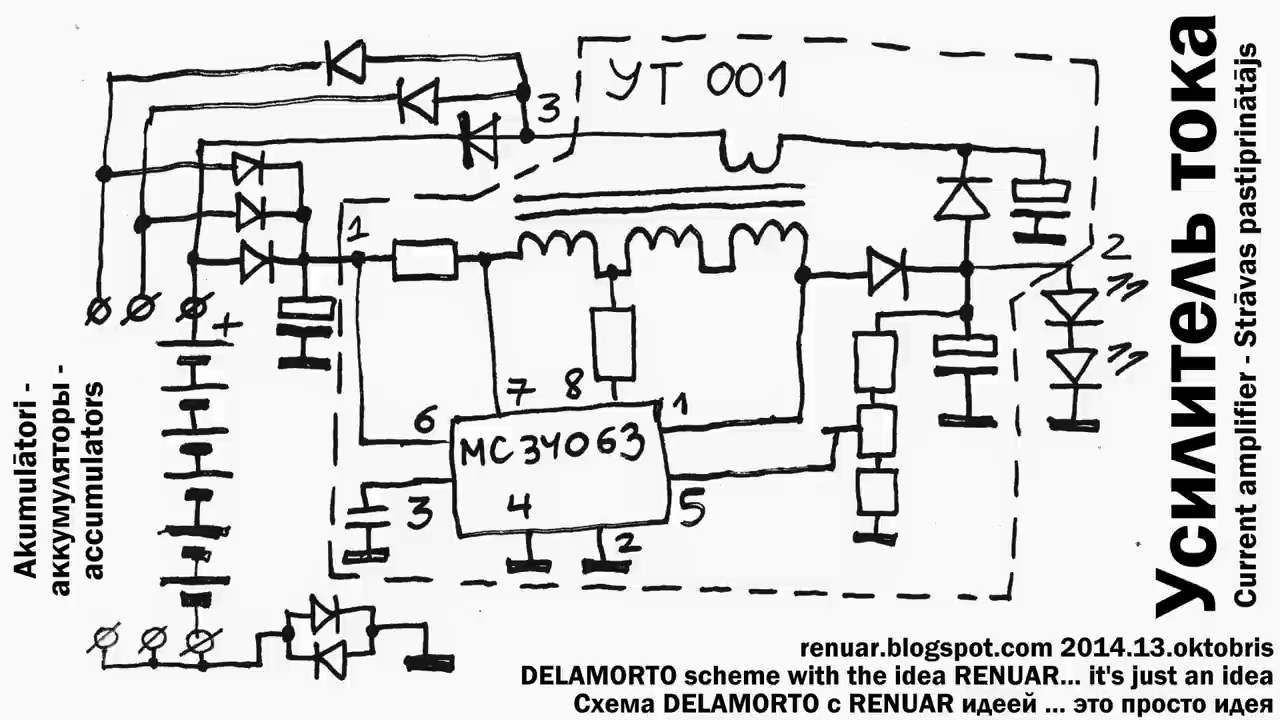 УТ 001
3
1
2
+
7
8
6
1
MC 34063
3
4
5
2
Akumulātori -
аккумуляторы -
accumulators
Усилитель тока
Current amplifier - Strāvas pastiprinātājs
renuar.blogspot.com 2014.13.oktobris
DELAMORTO scheme with the idea RENUAR... it's just an idea
Схема DELAMORTO с RENUAR идеей ... это просто идея